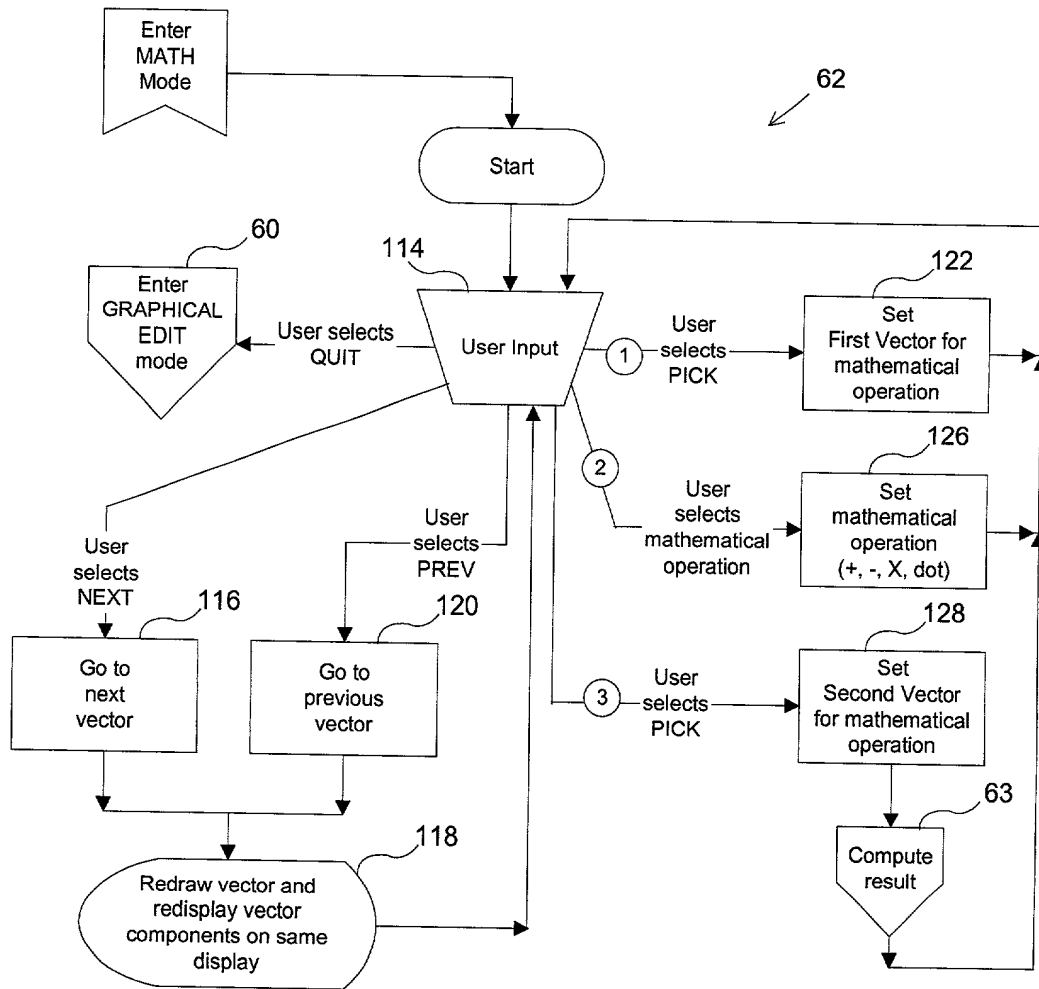 Enter
MATH
Mode
62
Start
60
114
122
Enter
GRAPHICAL
EDIT
mode
User selects
QUIT
User Input
1
User
selects
PICK
Set
First Vector for
mathematical
operation
126
2
User
selects
mathematical
operation
Set
mathematical
operation
(+, -, X, dot)
User
selects
NEXT
User
selects
PREV
116
120
128
Go to
next
vector
Go to
previous
vector
3
User
selects
PICK
Set
Second Vector
for mathematical
operation
63
118
Compute
result
Redraw vector and
redisplay vector
components on same
display